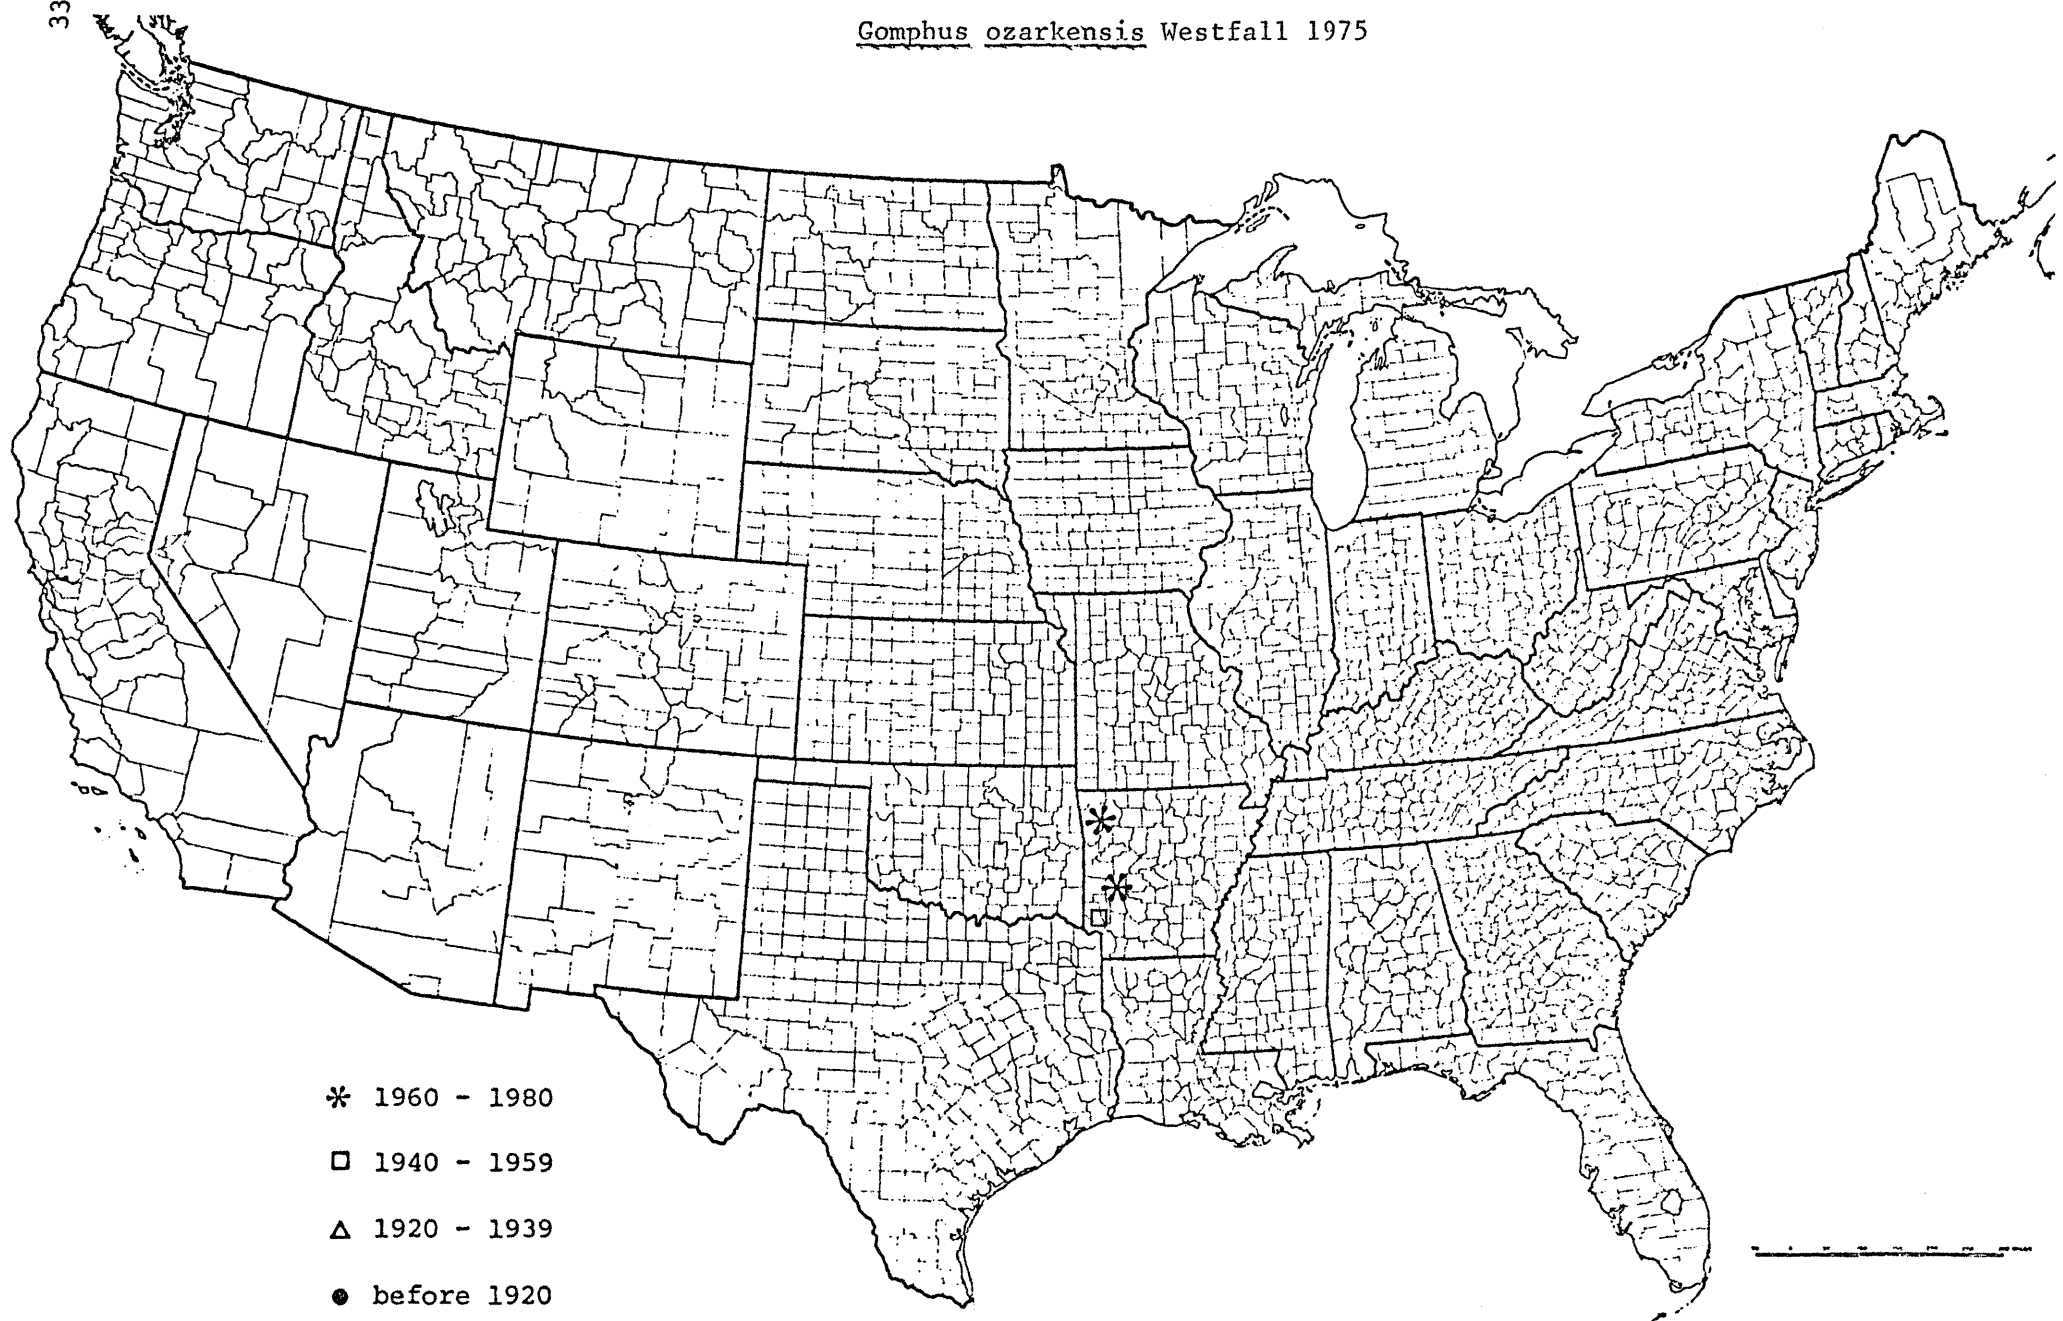 33
Gomphus ozarkensis Westfall 1975
* 1960 - 1980
□ 1940 - 1959
△ 1920 - 1939
● before 1920